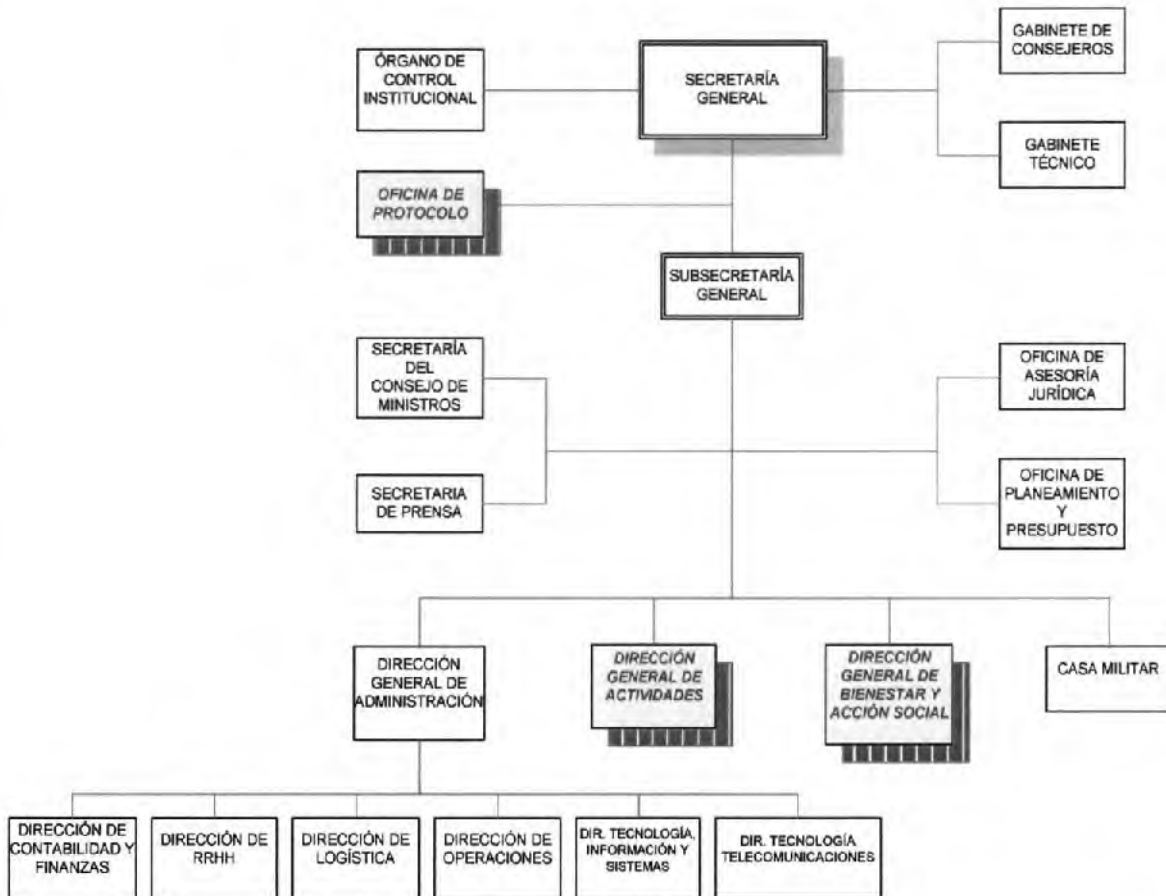 ÓRGANO DE
CONTROL
INSTITUCIONAL
SECRETARÍA
GENERAL
GABINETE DE
CONSEJEROS
GABINETE
TÉCNICO
OFICINA DE
PROTOCOLO
SUBSECRETARÍA
GENERAL
SECRETARÍA
DEL
CONSEJO DE
MINISTROS
OFICINA DE
ASESORÍA
JURÍDICA
SECRETARIA
DE PRENSA
OFICINA DE
PLANEAMIENTO
Y
PRESUPUESTO
DIRECCIÓN
GENERAL DE
ADMINISTRACIÓN
DIRECCIÓN
GENERAL DE
ACTIVIDADES
DIRECCIÓN
GENERAL DE
BIENESTAR Y
ACCIÓN SOCIAL
CASA MILITAR
DIRECCIÓN DE
CONTABILIDAD Y
FINANZAS
DIRECCIÓN DE
RRHH
DIRECCIÓN DE
LOGÍSTICA
DIRECCIÓN DE
OPERACIONES
DIR. TECNOLOGÍA,
INFORMACIÓN Y
SISTEMAS
DIR. TECNOLOGÍA
TELECOMUNICACIONES